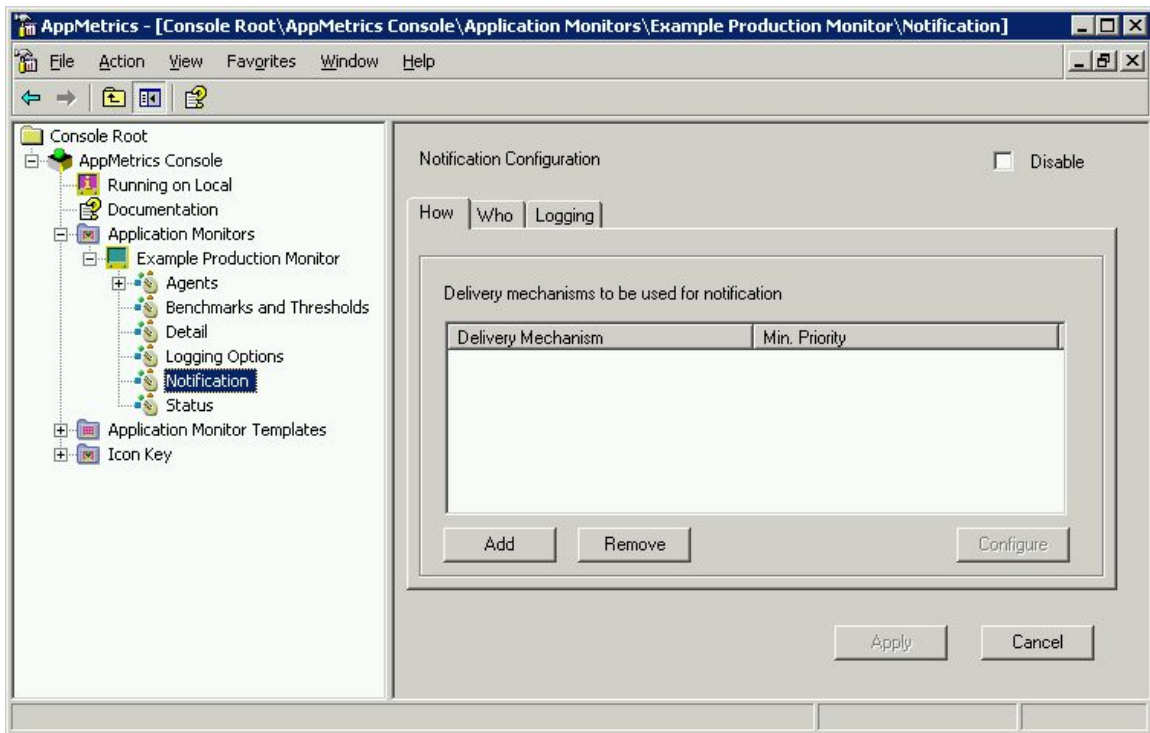 AppMetrics - [Console Root\AppMetrics Console\Application Monitors\Example Production Monitor\Notification]
File Action View Favorites Window Help
Console Root
AppMetrics Console
Running on Local
Documentation
Application Monitors
Example Production Monitor
Agents
Benchmarks and Thresholds
Detail
Logging Options
Notification
Status
Application Monitor Templates
Icon Key
Notification Configuration
Disable
How Who Logging
Delivery mechanisms to be used for notification
Delivery Mechanism Min. Priority
Add Remove Configure
Apply Cancel